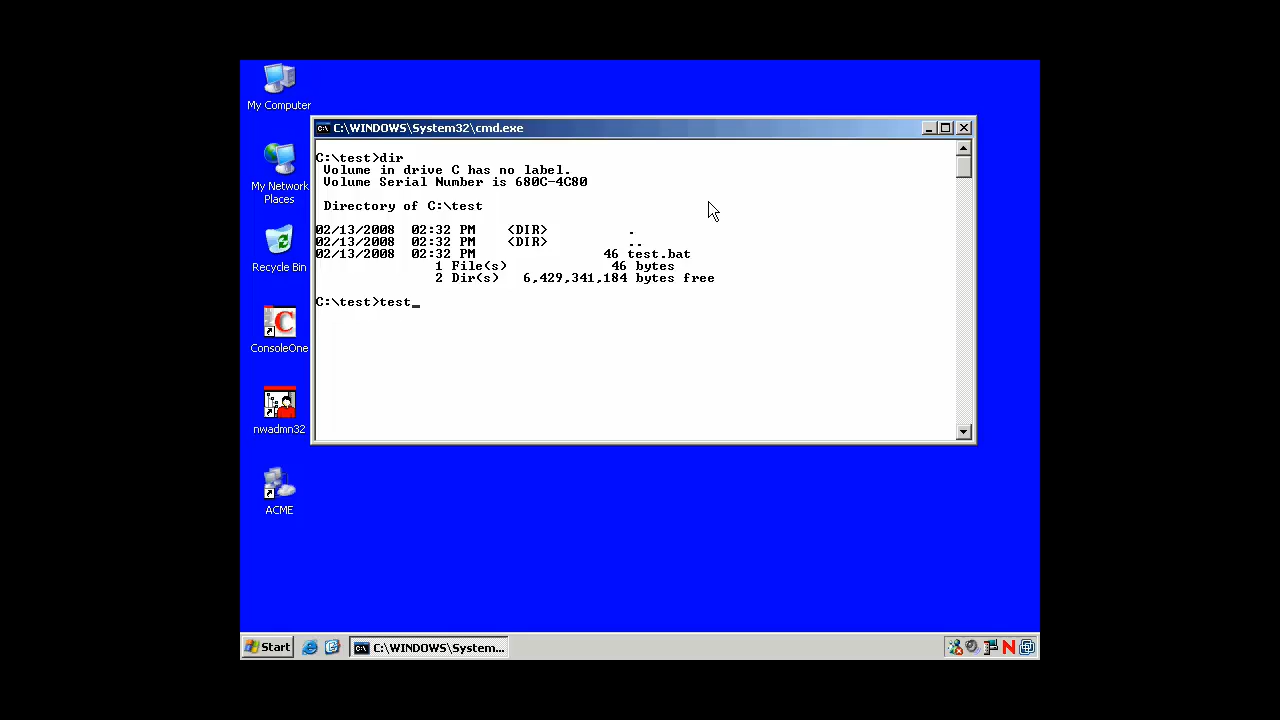 My Computer
My Network
Places
Recycle Bin
ConsoleOne
nwadmn32
ACME
C:\WINDOWS\System32\cmd.exe
C:\test>dir
Volume in drive C has no label.
Volume Serial Number is 680C-4C80
Directory of C:\test
02/13/2008 02:32 PM <DIR> .
02/13/2008 02:32 PM <DIR> ..
02/13/2008 02:32 PM 46 test.bat
1 File(s) 46 bytes
2 Dir(s) 6,429,341,184 bytes free
C:\test>test_
Start
C:\WINDOWS\System...